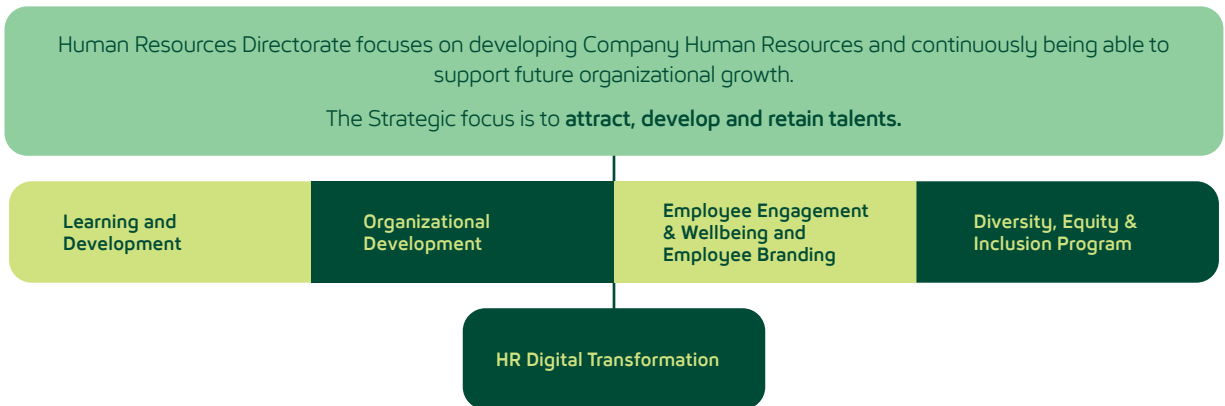 Human Resources Directorate focuses on developing Company Human Resources and continuously being able to
support future organizational growth.
The Strategic focus is to attract, develop and retain talents.
Learning and
Development
Organizational
Development
Employee Engagement
& Wellbeing and
Employee Branding
Diversity, Equity &
Inclusion Program
HR Digital Transformation